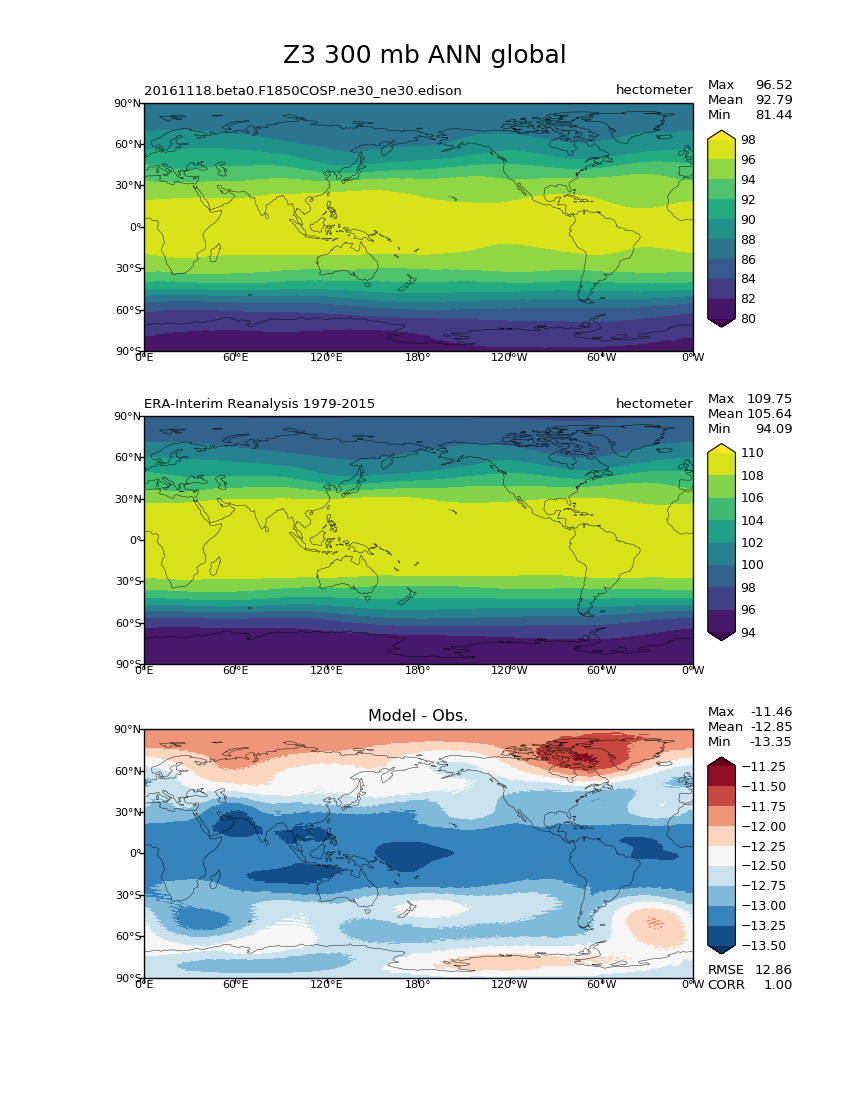 Z3 300 mb ANN global
20161118.beta0.F1850COSP.ne30_ne30.edison
hectometer
Max 96.52
Mean 92.79
Min 81.44
90°N
60°N
30°N
0°
30°S
60°S
90°S
0°E 60°E 120°E 180° 120°W 60°W 0°W
98
96
94
92
90
88
86
84
82
80
ERA-Interim Reanalysis 1979-2015
hectometer
Max 109.75
Mean 105.64
Min 94.09
90°N
60°N
30°N
0°
30°S
60°S
90°S
0°E 60°E 120°E 180° 120°W 60°W 0°W
110
108
106
104
102
100
98
96
94
Model - Obs.
Max -11.46
Mean -12.85
Min -13.35
90°N
60°N
30°N
0°
30°S
60°S
90°S
0°E 60°E 120°E 180° 120°W 60°W 0°W
−11.25
−11.50
−11.75
−12.00
−12.25
−12.50
−12.75
−13.00
−13.25
−13.50
RMSE 12.86
CORR 1.00